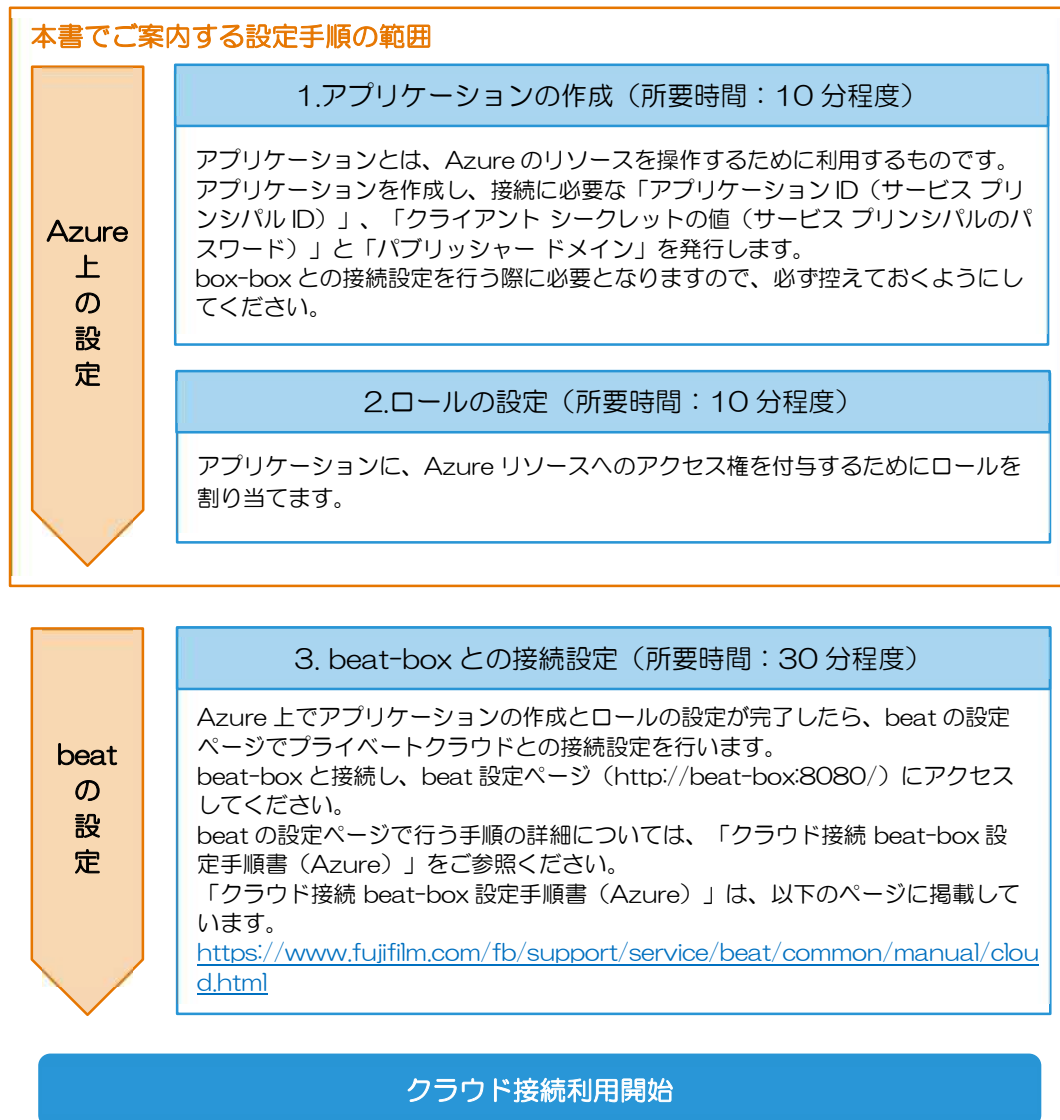 本書でご案内する設定手順の範囲
Azure
上
の
設
定
1.アプリケーションの作成（所要時間：10 分程度）
アプリケーションとは、Azure のリソースを操作するために利用するものです。
アプリケーションを作成し、接続に必要な「アプリケーション ID（サービス プリ
ンシパル ID）」、「クライアント シークレットの値（サービス プリンシパルのパ
スワード）」と「パブリッシャー ドメイン」を発行します。
box-box との接続設定を行う際に必要となりますので、必ず控えておくようにし
てください。
2.ロールの設定（所要時間：10 分程度）
アプリケーションに、Azure リソースへのアクセス権を付与するためにロールを
割り当てます。
beat
の
設
定
3. beat-box との接続設定（所要時間：30 分程度）
Azure 上でアプリケーションの作成とロールの設定が完了したら、beat の設定
ページでプライベートクラウドとの接続設定を行います。
beat-box と接続し、beat 設定ページ（http://beat-box:8080/）にアクセス
してください。
beat の設定ページで行う手順の詳細については、「クラウド接続 beat-box 設
定手順書（Azure）」をご参照ください。
「クラウド接続 beat-box 設定手順書（Azure）」は、以下のページに掲載して
います。
https://www.fujifilm.com/fb/support/service/beat/common/manual/clou
d.html
クラウド接続利用開始